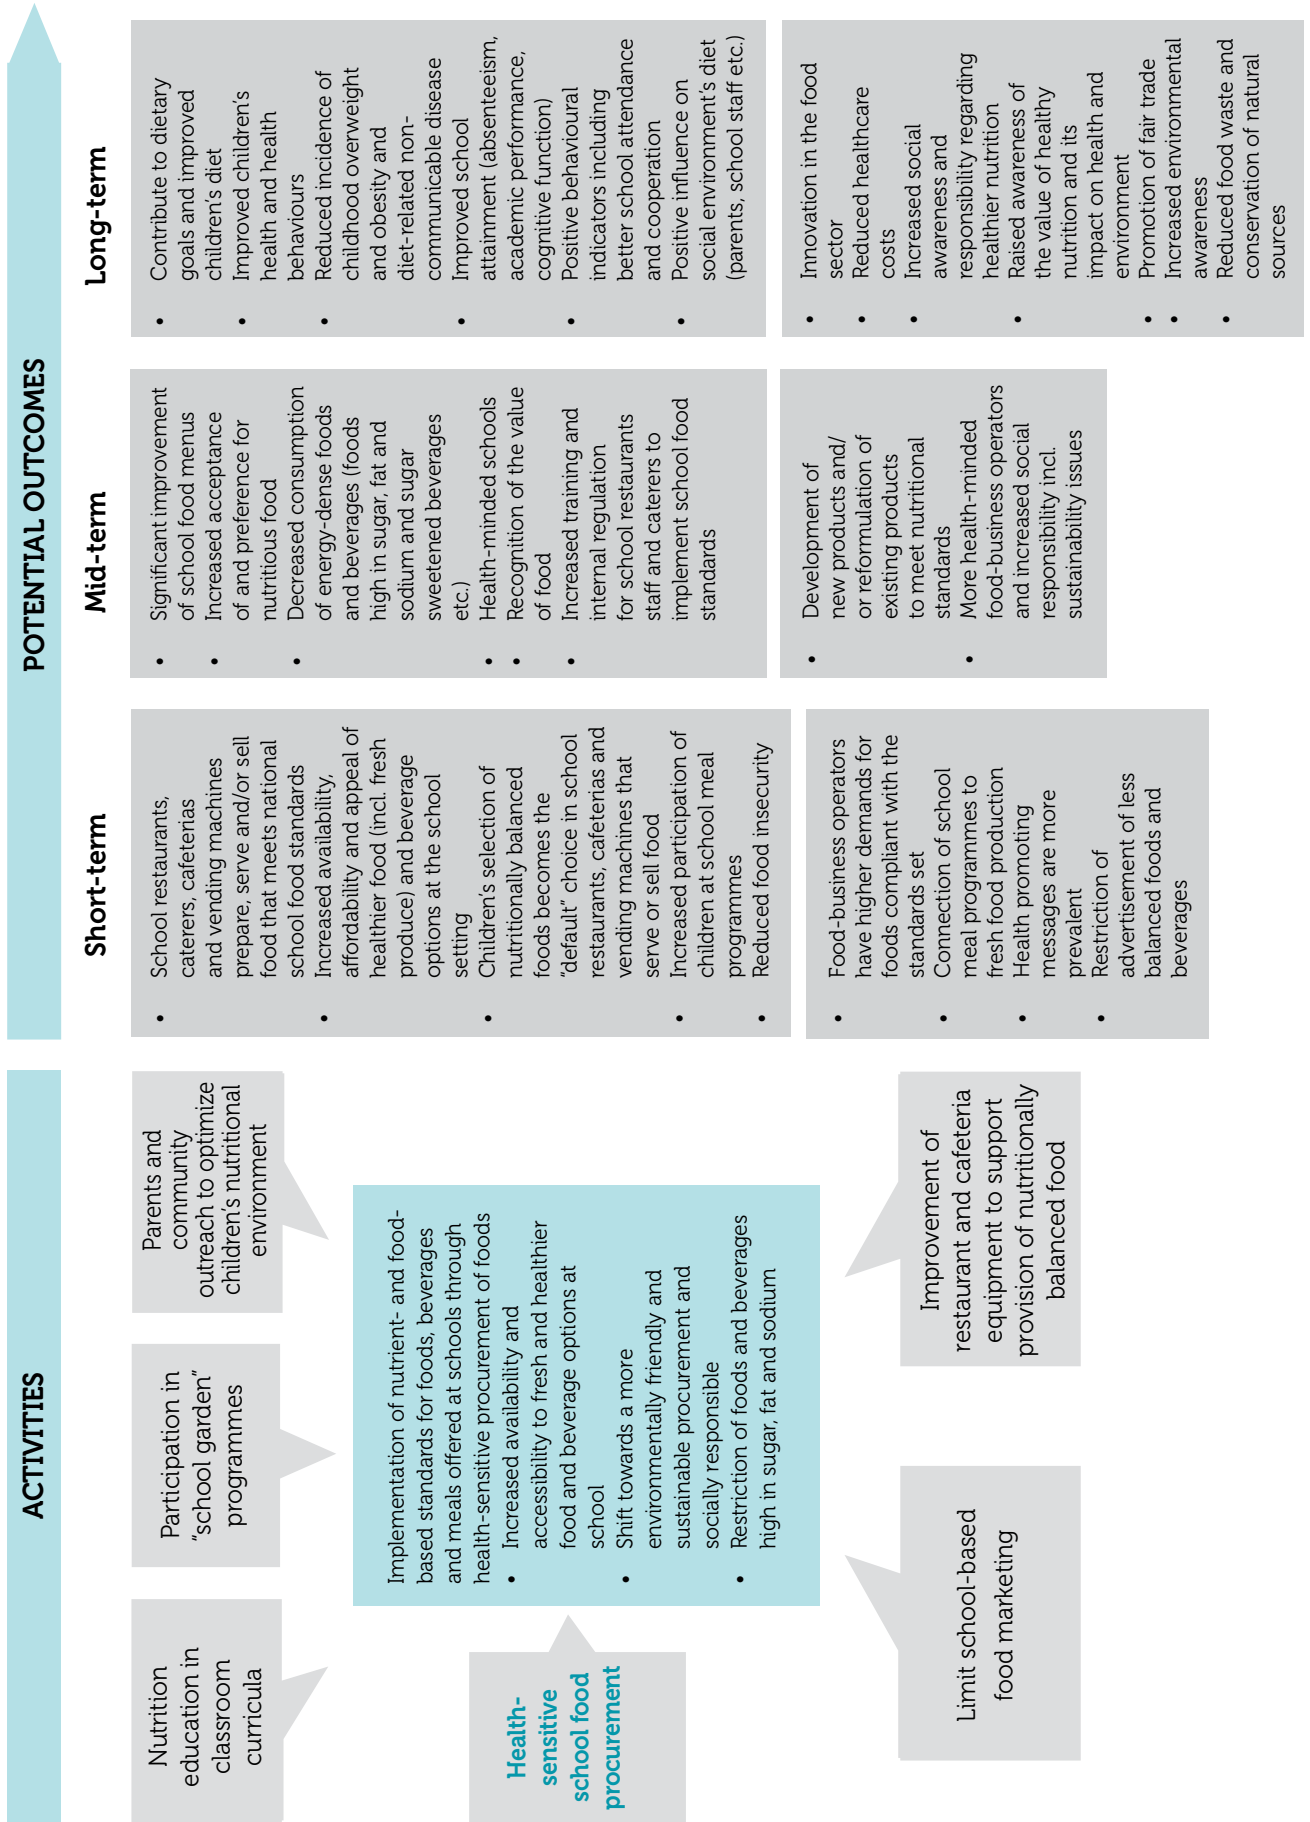 ACTIVITIES
Nutrition
education in
classroom
curricula
Participation in
“school garden”
programmes
Parents and
community
outreach to optimize
children’s nutritional
environment
Health-
sensitive
school food
procurement
Implementation of nutrient- and food-
based standards for foods, beverages
and meals offered at schools through
health-sensitive procurement of foods
• Increased availability and
accessibility to fresh and healthier
food and beverage options at
school
• Shift towards a more
environmentally friendly and
sustainable procurement and
socially responsible
• Restriction of foods and beverages
high in sugar, fat and sodium
Limit school-based
food marketing
Improvement of
restaurant and cafeteria
equipment to support
provision of nutritionally
balanced food
POTENTIAL OUTCOMES
Short-term
• School restaurants,
caterers, cafeterias
and vending machines
prepare, serve and/or sell
food that meets national
school food standards
• Increased availability,
affordability and appeal of
healthier food (incl. fresh
produce) and beverage
options at the school
setting
• Children’s selection of
nutritionally balanced
foods becomes the
“default” choice in school
restaurants, cafeterias and
vending machines that
serve or sell food
• Increased participation of
children at school meal
programmes
• Reduced food insecurity
• Food-business operators
have higher demands for
foods compliant with the
standards set
• Connection of school
meal programmes to
fresh food production
• Health promoting
messages are more
prevalent
• Restriction of
advertisement of less
balanced foods and
beverages
Mid-term
• Significant improvement
of school food menus
• Increased acceptance
of and preference for
nutritious food
• Decreased consumption
of energy-dense foods
and beverages (foods
high in sugar, fat and
sodium and sugar
sweetened beverages
etc.)
• Health-minded schools
• Recognition of the value
of food
• Increased training and
internal regulation
for school restaurants
staff and caterers to
implement school food
standards
• Development of
new products and/
or reformulation of
existing products
to meet nutritional
standards
• More health-minded
food-business operators
and increased social
responsibility incl.
sustainability issues
Long-term
• Contribute to dietary
goals and improved
children’s diet
• Improved children’s
health and health
behaviours
• Reduced incidence of
childhood overweight
and obesity and
diet-related non-
communicable disease
• Improved school
attainment (absenteeism,
academic performance,
cognitive function)
• Positive behavioural
indicators including
better school attendance
and cooperation
• Positive influence on
social environment’s diet
(parents, school staff etc.)
• Innovation in the food
sector
• Reduced healthcare
costs
• Increased social
awareness and
responsibility regarding
healthier nutrition
• Raised awareness of
the value of healthy
nutrition and its
impact on health and
environment
• Promotion of fair trade
• Increased environmental
awareness
• Reduced food waste and
conservation of natural
sources